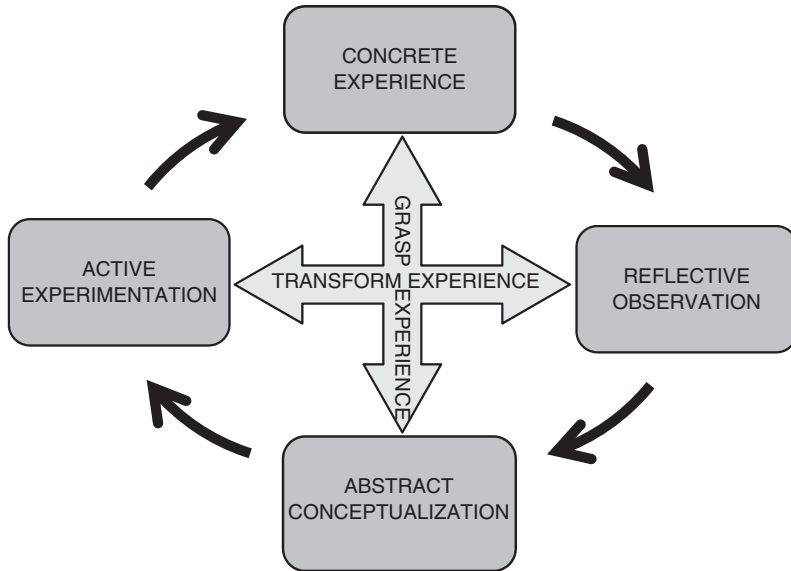 CONCRETE
EXPERIENCE
GRASP EXPERIENCE
ACTIVE
EXPERIMENTATION
TRANSFORM EXPERIENCE
REFLECTIVE
OBSERVATION
ABSTRACT
CONCEPTUALIZATION